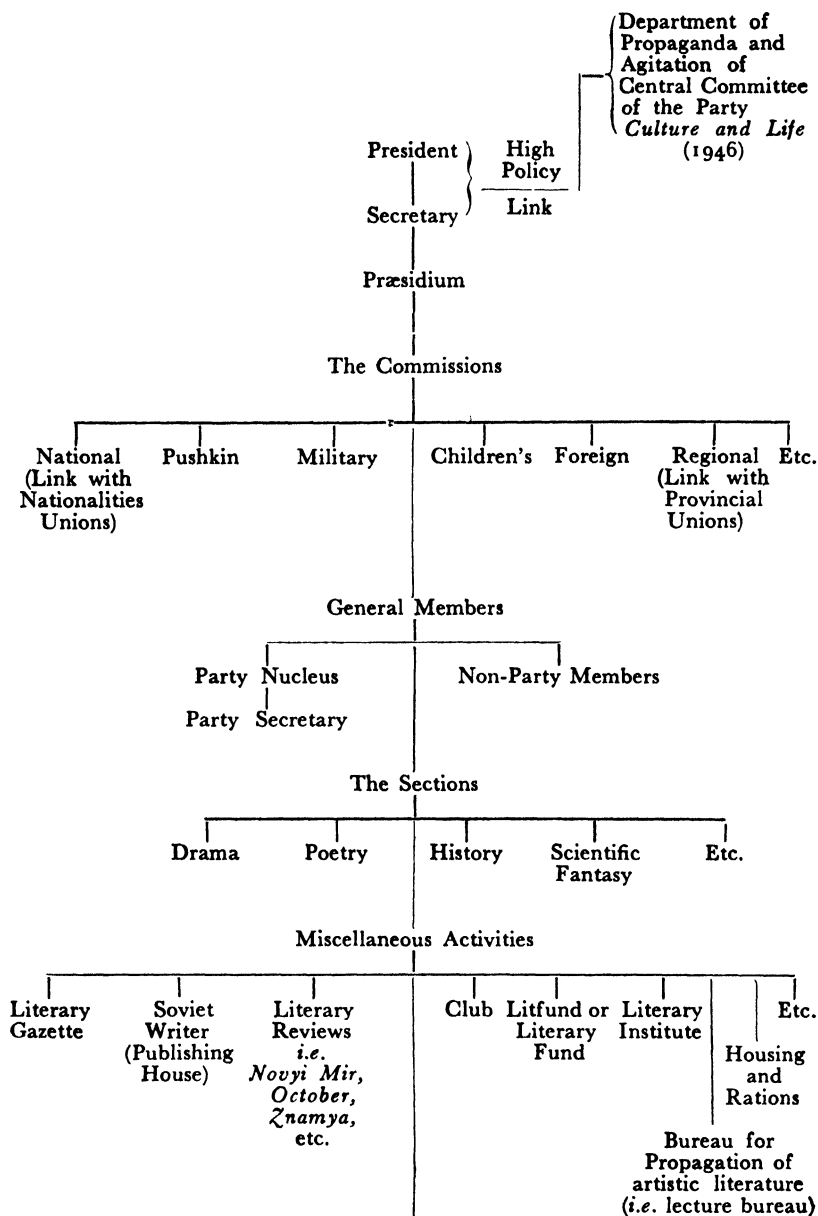 Department of
Propaganda and
Agitation of
Central Committee
of the Party
Culture and Life
(1946)
President
High
Policy
Link
Secretary
Præsidium
The Commissions
National
(Link with
Nationalities
Unions)
Pushkin
Military
Children's
Foreign
Regional
(Link with
Provincial
Unions)
Etc.
General Members
Party Nucleus
Party Secretary
Non-Party Members
The Sections
Drama
Poetry
History
Scientific
Fantasy
Etc.
Miscellaneous Activities
Literary
Gazette
Soviet
Writer
(Publishing
House)
Literary
Reviews
i.e.
Novyi Mir,
October,
Znamya,
etc.
Club
Litfund or
Literary
Fund
Literary
Institute
Bureau for
Propagation of
artistic literature
(i.e. lecture bureau)
Housing
and
Rations
Etc.